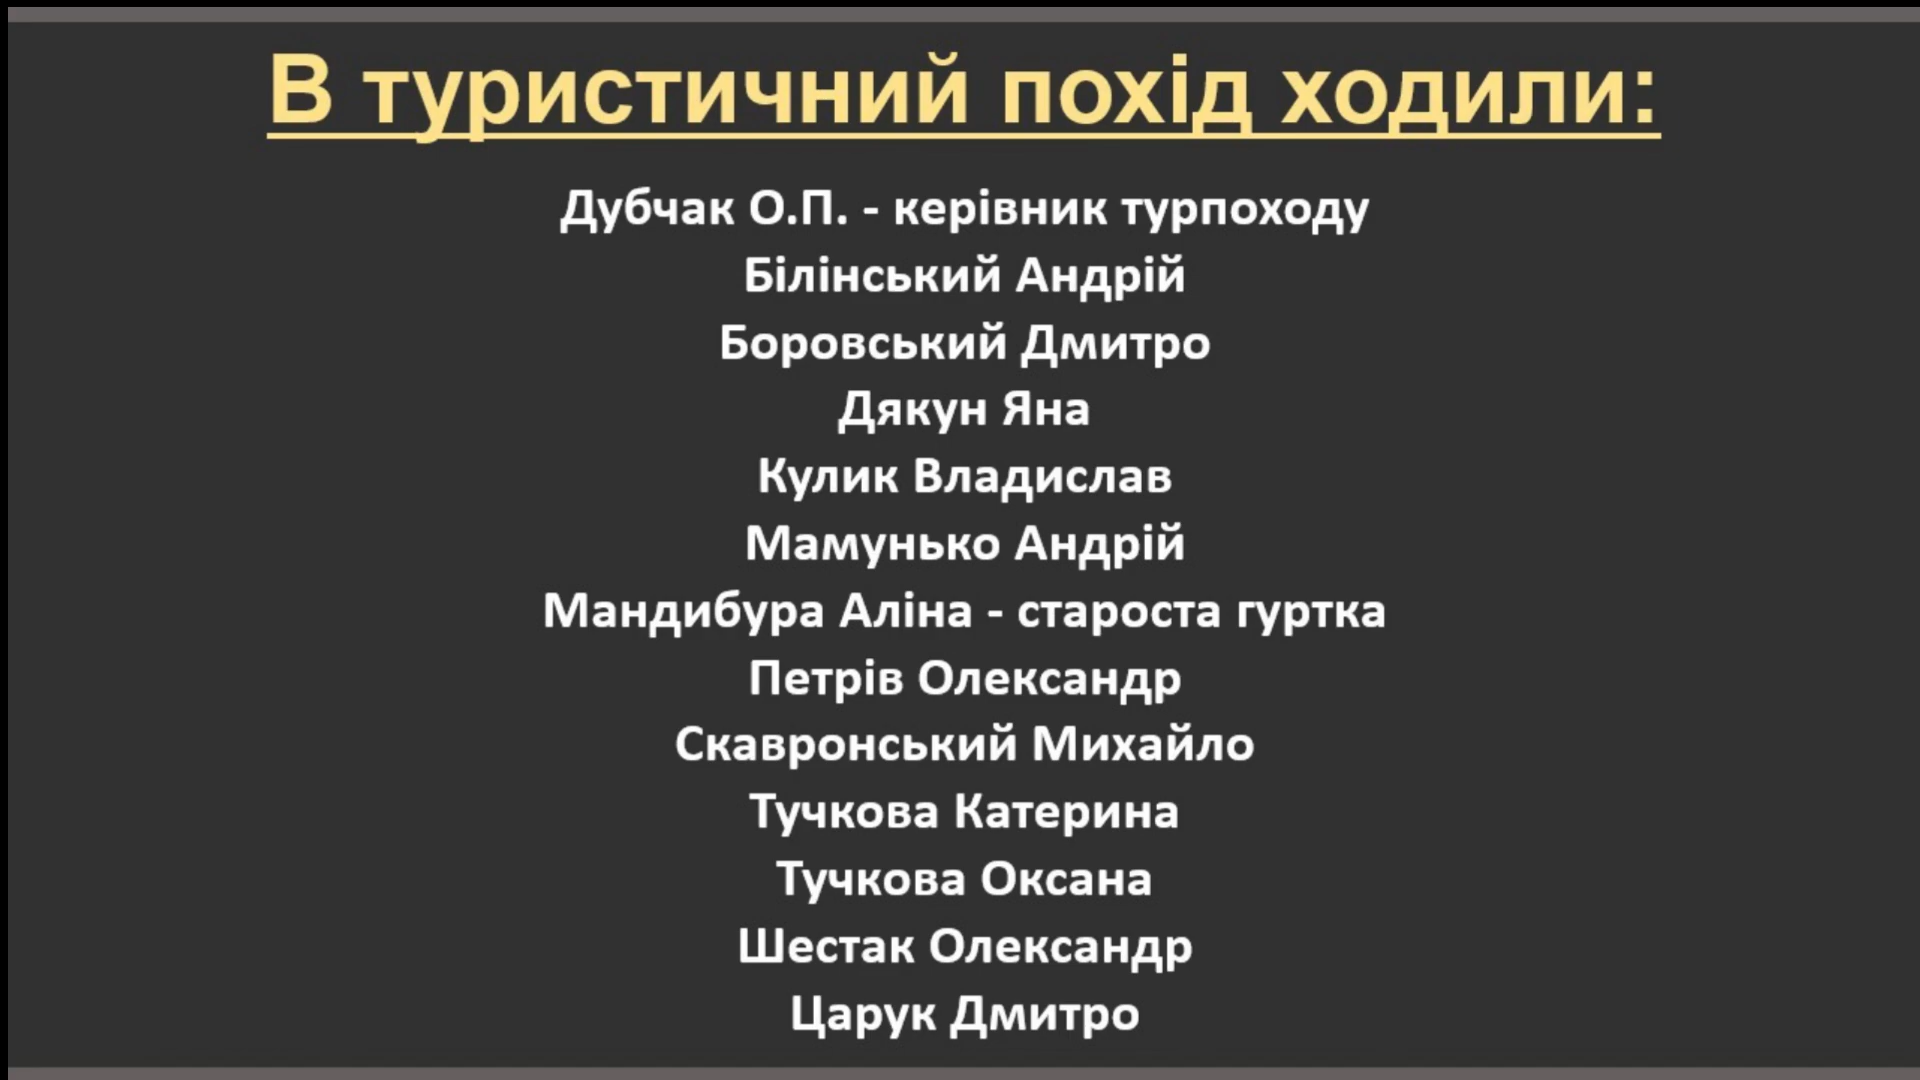 В туристичний похід ходили:
Дубчак О.П. - керівник турпоходу
Білінський Андрій
Боровський Дмитро
Дякун Яна
Кулик Владислав
Мамунько Андрій
Мандибура Аліна - староста гуртка
Петрів Олександр
Скавронський Михайло
Тучкова Катерина
Тучкова Оксана
Шестак Олександр
Царук Дмитро